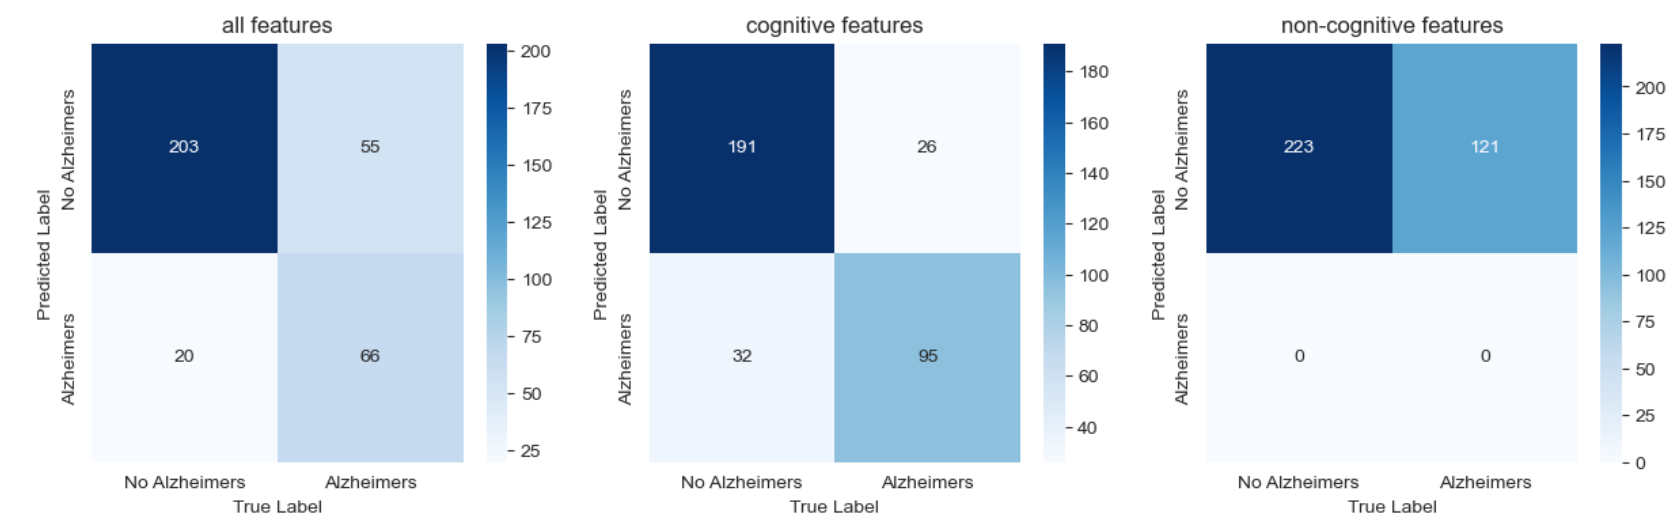 all features
Predicted Label
No Alzheimers
Alzheimers
203
55
20
66
No Alzheimers
Alzheimers
True Label
200
175
150
125
100
75
50
25
cognitive features
Predicted Label
No Alzheimers
Alzheimers
191
26
32
95
No Alzheimers
Alzheimers
True Label
180
160
140
120
100
80
60
40
non-cognitive features
Predicted Label
No Alzheimers
Alzheimers
223
121
0
0
No Alzheimers
Alzheimers
True Label
200
175
150
125
100
75
50
25
0